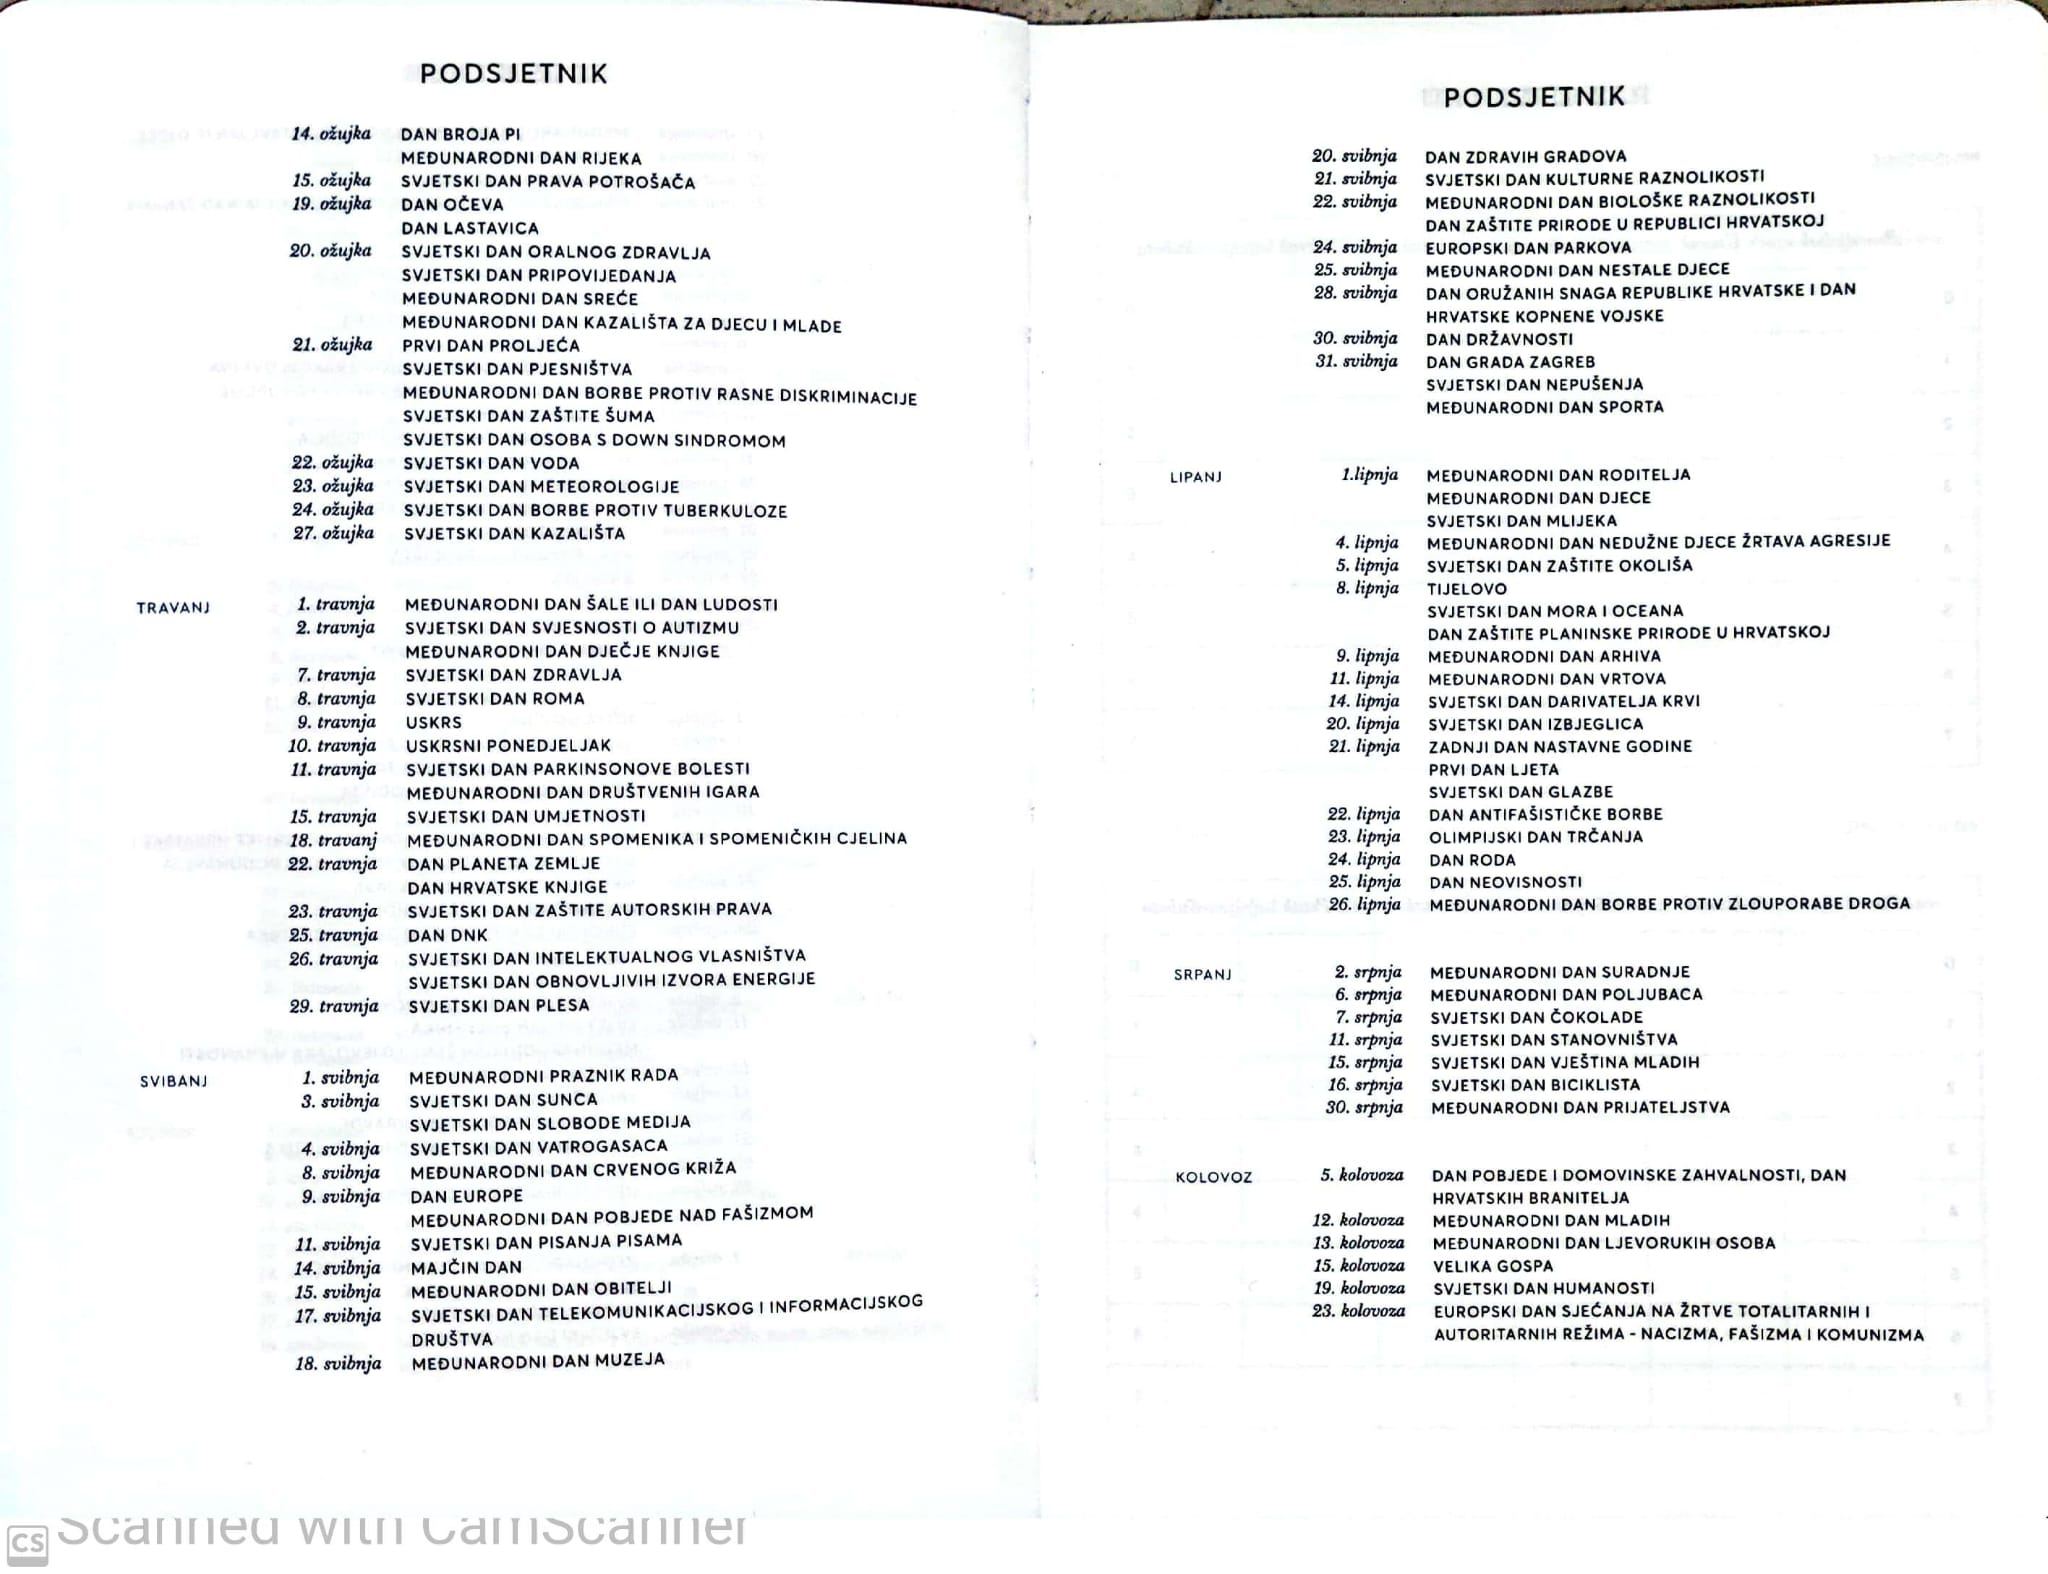 PODSJETNIK
14. ožujka DAN BROJA PI
MEĐUNARODNI DAN RIJEKA
15. ožujka SVJETSKI DAN PRAVA POTROŠAČA
19. ožujka DAN OČEVA
DAN LASTAVICA
20. ožujka SVJETSKI DAN ORALNOG ZDRAVLJA
SVJETSKI DAN PRIPOVIJEDANJA
MEĐUNARODNI DAN SREĆE
MEĐUNARODNI DAN KAZALIŠTA ZA DJECU I MLADE
21. ožujka PRVI DAN PROLJEĆA
SVJETSKI DAN PJESNIŠTVA
MEĐUNARODNI DAN BORBE PROTIV RASNE DISKRIMINACIJE
SVJETSKI DAN ZAŠTITE ŠUMA
SVJETSKI DAN OSOBA S DOWN SINDROMOM
22. ožujka SVJETSKI DAN VODA
23. ožujka SVJETSKI DAN METEOROLOGIJE
24. ožujka SVJETSKI DAN BORBE PROTIV TUBERKULOZE
27. ožujka SVJETSKI DAN KAZALIŠTA
TRAVANJ 1. travnja MEĐUNARODNI DAN ŠALE ILI DAN LUDOSTI
2. travnja SVJETSKI DAN SVJESNOSTI O AUTIZMU
MEĐUNARODNI DAN DJEČJE KNJIGE
7. travnja SVJETSKI DAN ZDRAVLJA
8. travnja SVJETSKI DAN ROMA
9. travnja USKRS
10. travnja USKRSNI PONEDJELJAK
11. travnja SVJETSKI DAN PARKINSONOVE BOLESTI
MEĐUNARODNI DAN DRUŠTVENIH IGARA
15. travnja SVJETSKI DAN UMJETNOSTI
18. travanj MEĐUNARODNI DAN SPOMENIKA I SPOMENIČKIH CJELINA
22. travnja DAN PLANETA ZEMLJE
DAN HRVATSKE KNJIGE
23. travnja SVJETSKI DAN ZAŠTITE AUTORSKIH PRAVA
25. travnja DAN DNK
26. travnja SVJETSKI DAN INTELEKTUALNOG VLASNIŠTVA
SVJETSKI DAN OBNOVLJIVIH IZVORA ENERGIJE
29. travnja SVJETSKI DAN PLESA
SVIBANJ 1. svibnja MEĐUNARODNI PRAZNIK RADA
3. svibnja SVJETSKI DAN SUNCA
SVJETSKI DAN SLOBODE MEDIJA
4. svibnja SVJETSKI DAN VATROGASACA
8. svibnja MEĐUNARODNI DAN CRVENOG KRIŽA
9. svibnja DAN EUROPE
MEĐUNARODNI DAN POBJEDE NAD FAŠIZMOM
11. svibnja SVJETSKI DAN PISANJA PISAMA
14. svibnja MAJČIN DAN
15. svibnja MEĐUNARODNI DAN OBITELJI
17. svibnja SVJETSKI DAN TELEKOMUNIKACIJSKOG I INFORMACIJSKOG
DRUŠTVA
18. svibnja MEĐUNARODNI DAN MUZEJA
PODSJETNIK
20. svibnja DAN ZDRAVIH GRADOVA
21. svibnja SVJETSKI DAN KULTURNE RAZNOLIKOSTI
22. svibnja MEĐUNARODNI DAN BIOLOŠKE RAZNOLIKOSTI
DAN ZAŠTITE PRIRODE U REPUBLICI HRVATSKOJ
24. svibnja EUROPSKI DAN PARKOVA
25. svibnja MEĐUNARODNI DAN NESTALE DJECE
28. svibnja DAN ORUŽANIH SNAGA REPUBLIKE HRVATSKE I DAN
HRVATSKE KOPNENE VOJSKE
30. svibnja DAN DRŽAVNOSTI
31. svibnja DAN GRADA ZAGREB
SVJETSKI DAN NEPUŠENJA
MEĐUNARODNI DAN SPORTA
LIPANJ 1.lipnja MEĐUNARODNI DAN RODITELJA
MEĐUNARODNI DAN DJECE
SVJETSKI DAN MLIJEKA
4. lipnja MEĐUNARODNI DAN NEDUŽNE DJECE ŽRTAVA AGRESIJE
5. lipnja SVJETSKI DAN ZAŠTITE OKOLIŠA
8. lipnja TIJELOVO
SVJETSKI DAN MORA I OCEANA
DAN ZAŠTITE PLANINSKE PRIRODE U HRVATSKOJ
9. lipnja MEĐUNARODNI DAN ARHIVA
11. lipnja MEĐUNARODNI DAN VRTOVA
14. lipnja SVJETSKI DAN DARIVATELJA KRVI
20. lipnja SVJETSKI DAN IZBJEGLICA
21. lipnja ZADNJI DAN NASTAVNE GODINE
PRVI DAN LJETA
SVJETSKI DAN GLAZBE
22. lipnja DAN ANTIFAŠISTIČKE BORBE
23. lipnja OLIMPIJSKI DAN TRČANJA
24. lipnja DAN RODA
25. lipnja DAN NEOVISNOSTI
26. lipnja MEĐUNARODNI DAN BORBE PROTIV ZLOUPORABE DROGA
SRPANJ 2. srpnja MEĐUNARODNI DAN SURADNJE
6. srpnja MEĐUNARODNI DAN POLJUBACA
7. srpnja SVJETSKI DAN ČOKOLADE
11. srpnja SVJETSKI DAN STANOVNIŠTVA
15. srpnja SVJETSKI DAN VJEŠTINA MLADIH
16. srpnja SVJETSKI DAN BICIKLISTA
30. srpnja MEĐUNARODNI DAN PRIJATELJSTVA
KOLOVOZ 5. kolovoza DAN POBJEDE I DOMOVINSKE ZAHVALNOSTI, DAN
HRVATSKIH BRANITELJA
12. kolovoza MEĐUNARODNI DAN MLADIH
13. kolovoza MEĐUNARODNI DAN LJEVORUKIH OSOBA
15. kolovoza VELIKA GOSPA
19. kolovoza SVJETSKI DAN HUMANOSTI
23. kolovoza EUROPSKI DAN SJEĆANJA NA ŽRTVE TOTALITARNIH I
AUTORITARNIH REŽIMA - NACIZMA, FAŠIZMA I KOMUNIZMA
CS Scanned with CamScanner